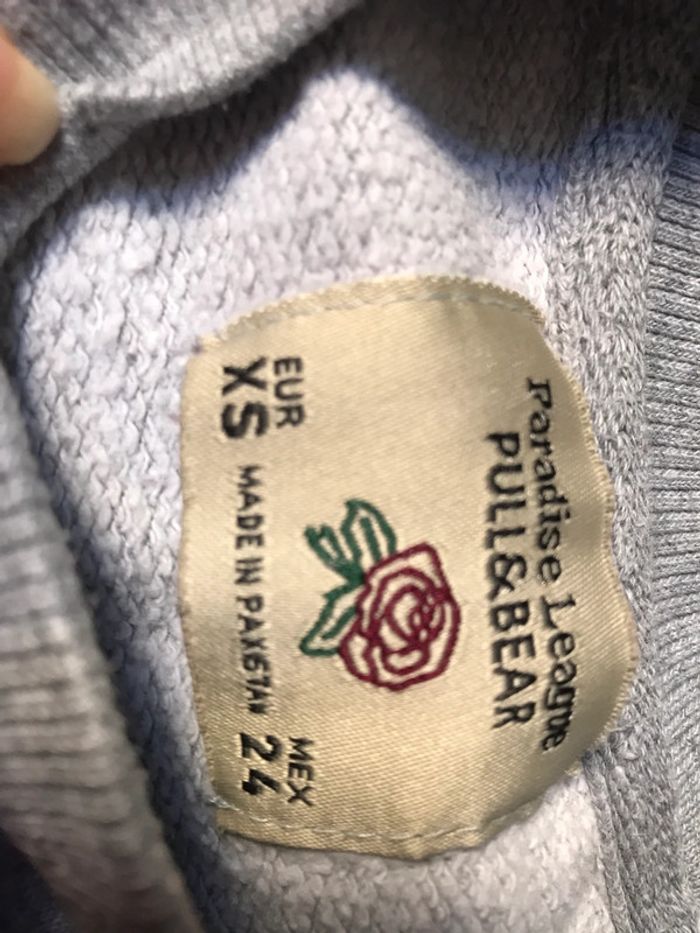 Paradise League
PULL&BEAR
EUR
XS
MADE IN PAKISTAN
MEX
24